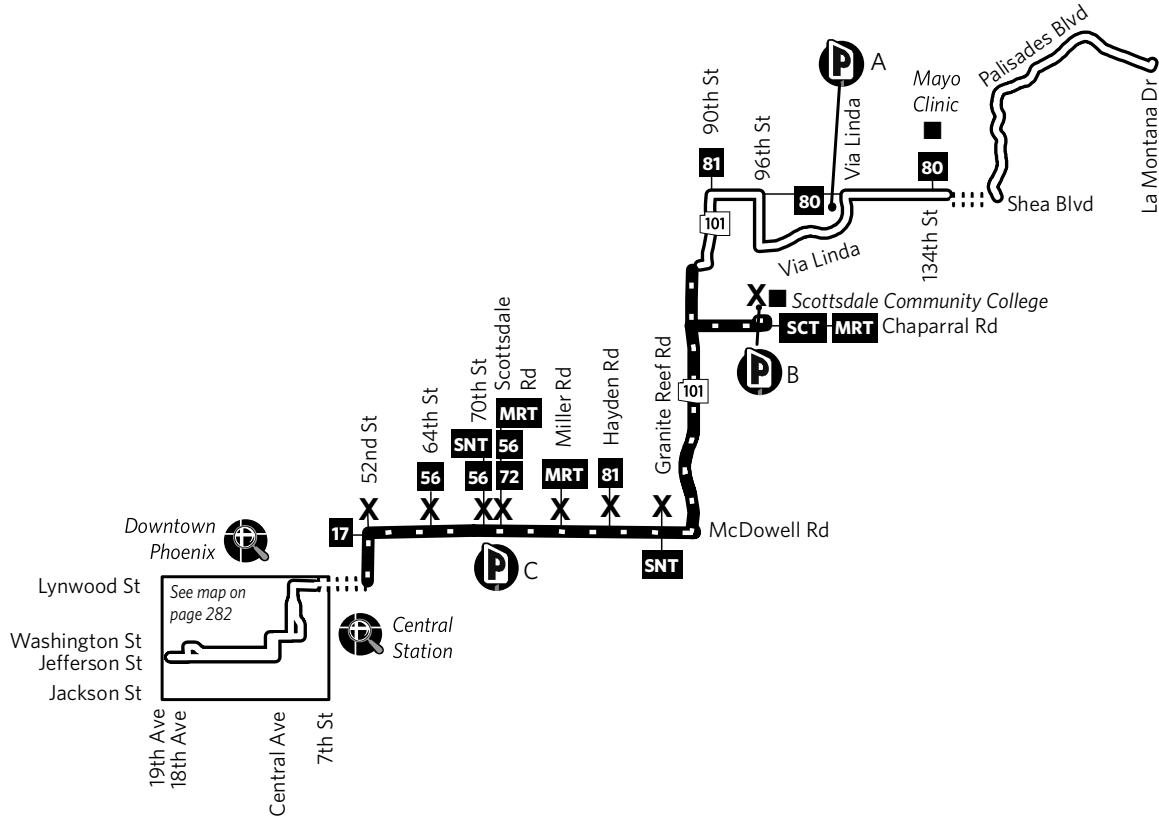 Palisades Blvd
A
Mayo
Clinic
La Montana Dr
90th St
96th St
Via Linda
81
80
80
134th St
Shea Blvd
101
Via Linda
X
Scottsdale Community College
SCT
MRT
Chaparral Rd
B
101
Granite Reef Rd
Hayden Rd
Miller Rd
Scottsdale
Rd
70th St
64th St
52nd St
MRT
SNT
56
56
56
72
MRT
81
X
X
X
X
X
X
X
17
McDowell Rd
SNT
C
Downtown
Phoenix
Lynwood St
See map on
page 282
Washington St
Jefferson St
Jackson St
Central
Station
19th Ave
18th Ave
Central Ave
7th St
P
P
P